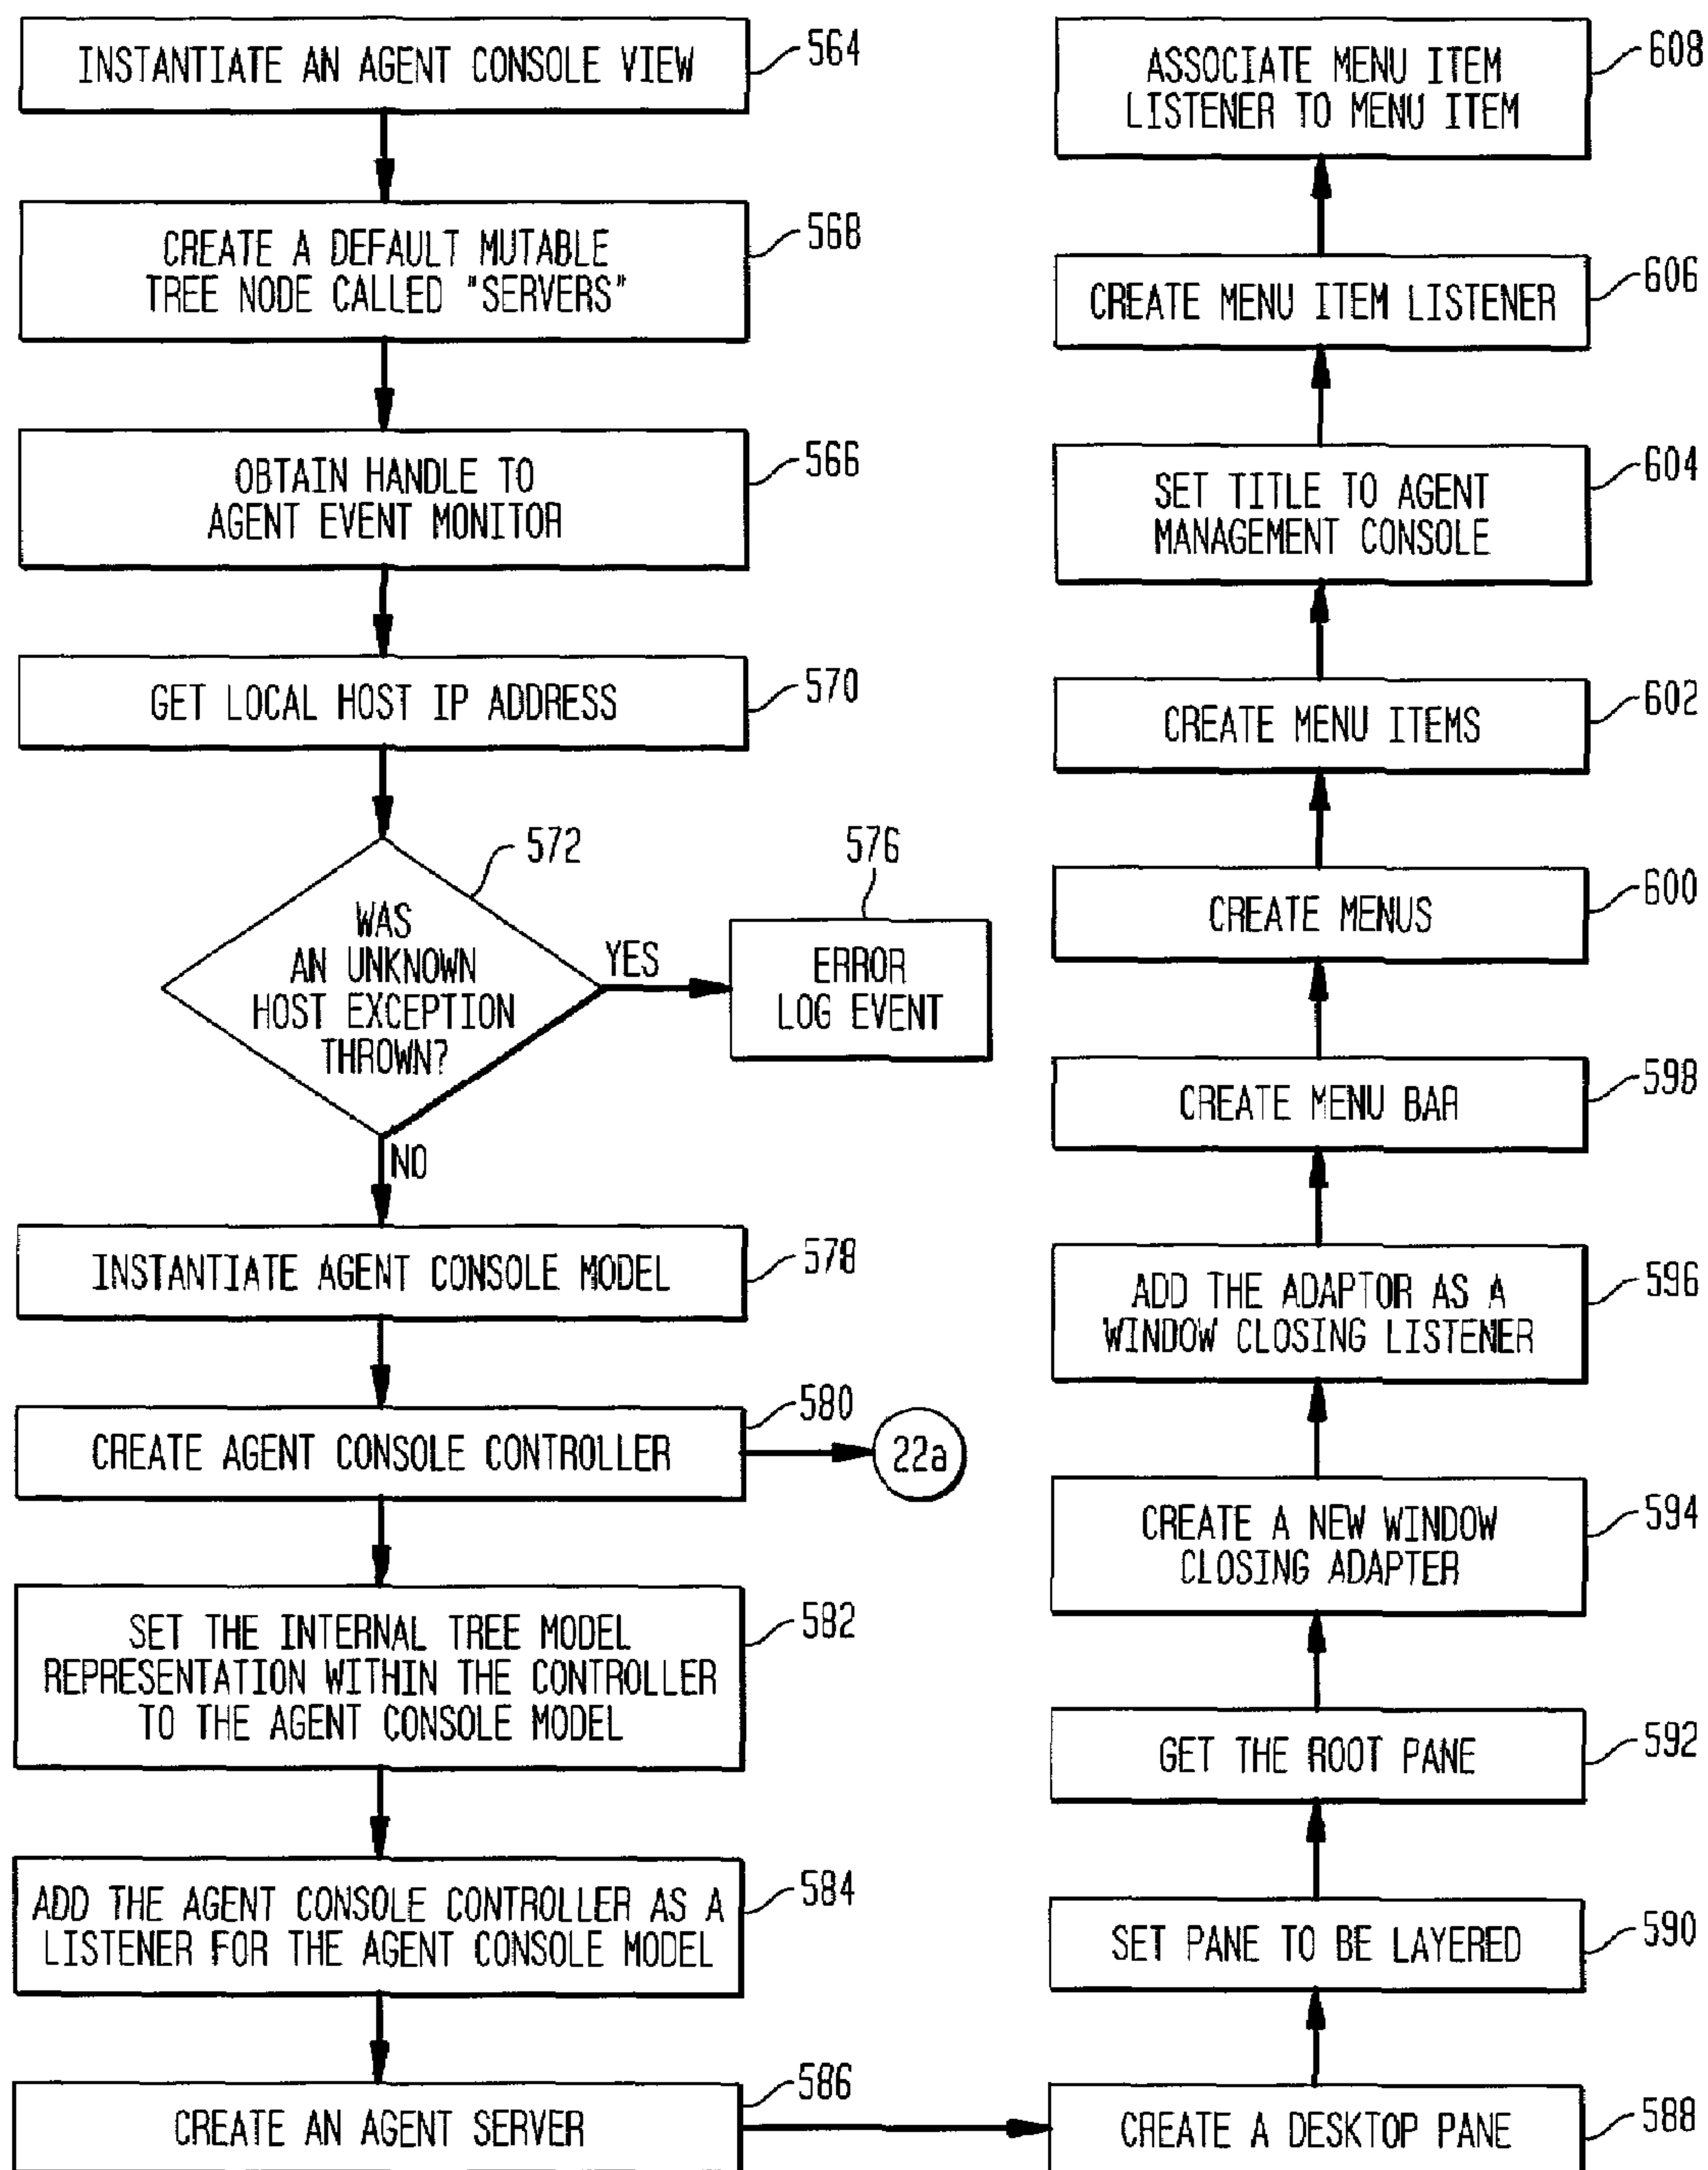 INSTANTIATE AN AGENT CONSOLE VIEW
564
CREATE A DEFAULT MUTABLE
TREE NODE CALLED "SERVERS"
568
OBTAIN HANDLE TO
AGENT EVENT MONITOR
566
GET LOCAL HOST IP ADDRESS
570
WAS
AN UNKNOWN
HOST EXCEPTION
THROWN?
572
YES
576
ERROR
LOG EVENT
NO
INSTANTIATE AGENT CONSOLE MODEL
578
CREATE AGENT CONSOLE CONTROLLER
580
22a
SET THE INTERNAL TREE MODEL
REPRESENTATION WITHIN THE CONTROLLER
TO THE AGENT CONSOLE MODEL
582
ADD THE AGENT CONSOLE CONTROLLER AS A
LISTENER FOR THE AGENT CONSOLE MODEL
584
CREATE AN AGENT SERVER
586
CREATE A DESKTOP PANE
588
SET PANE TO BE LAYERED
590
GET THE ROOT PANE
592
CREATE A NEW WINDOW
CLOSING ADAPTER
594
ADD THE ADAPTOR AS A
WINDOW CLOSING LISTENER
596
CREATE MENU BAR
598
CREATE MENUS
600
CREATE MENU ITEMS
602
SET TITLE TO AGENT
MANAGEMENT CONSOLE
604
CREATE MENU ITEM LISTENER
606
ASSOCIATE MENU ITEM
LISTENER TO MENU ITEM
608